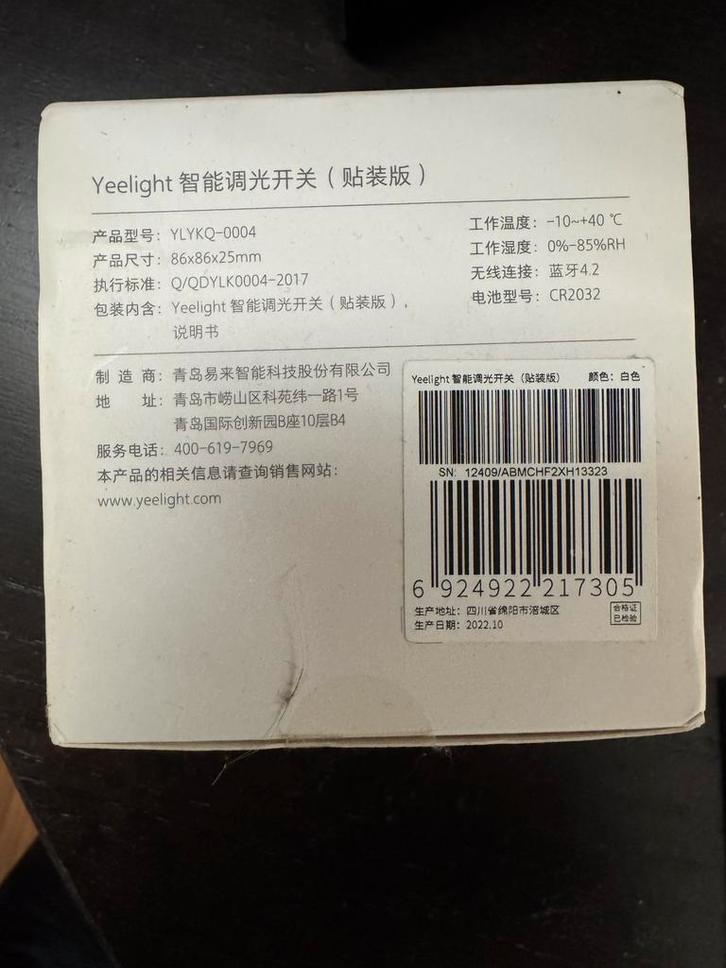 Yeelight 智能调光开关（贴装版）
产品型号：YLYKQ-0004
产品尺寸：86x86x25mm
执行标准：Q/QDYLK0004-2017
包装内含：Yeelight 智能调光开关（贴装版），
说明书
工作温度：-10~+40 ℃
工作湿度：0%-85%RH
无线连接：蓝牙4.2
电池型号：CR2032
制造商：青岛易来智能科技股份有限公司
地址：青岛市崂山区科苑纬一路1号
青岛国际创新园B座10层B4
服务电话：400-619-7969
本产品的相关信息请查询销售网站：
www.yeelight.com
Yeelight 智能调光开关（贴装版） 颜色：白色
SN: 12409/ABMCHF2XH13323
6 924922 217305
生产地址：四川省绵阳市涪城区
生产日期：2022.10
合格证
已检验